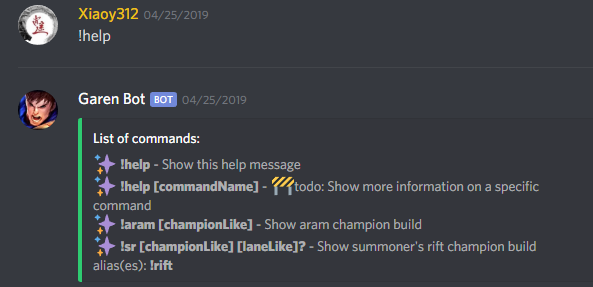 Xiaoy312 04/25/2019
!help
Garen Bot BOT 04/25/2019
List of commands:
!help - Show this help message
!help [commandName] - 🚧todo: Show more information on a specific
command
!aram [championLike] - Show aram champion build
!sr [championLike] [laneLike]? - Show summoner's rift champion build
alias(es): !rift